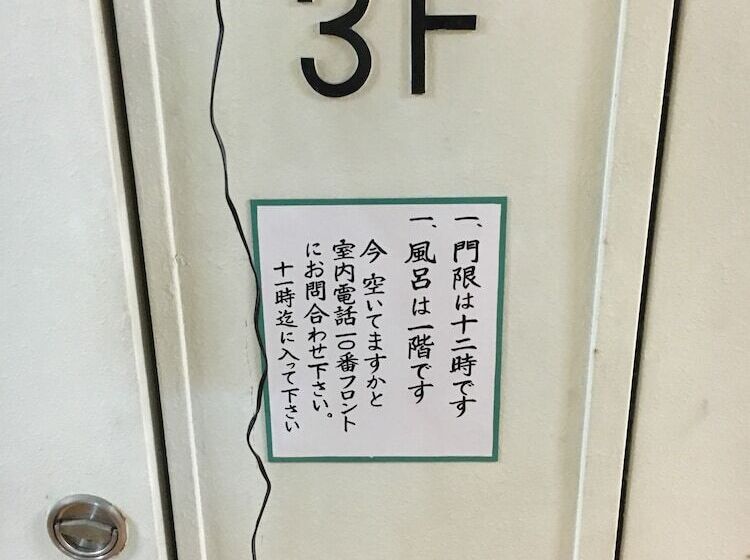 3F
一、門限は十二時です
一、風呂は一階です
今 空いてますかと
室内電話一〇番フロント
にお問合わせ下さい。
十一時迄に入って下さい